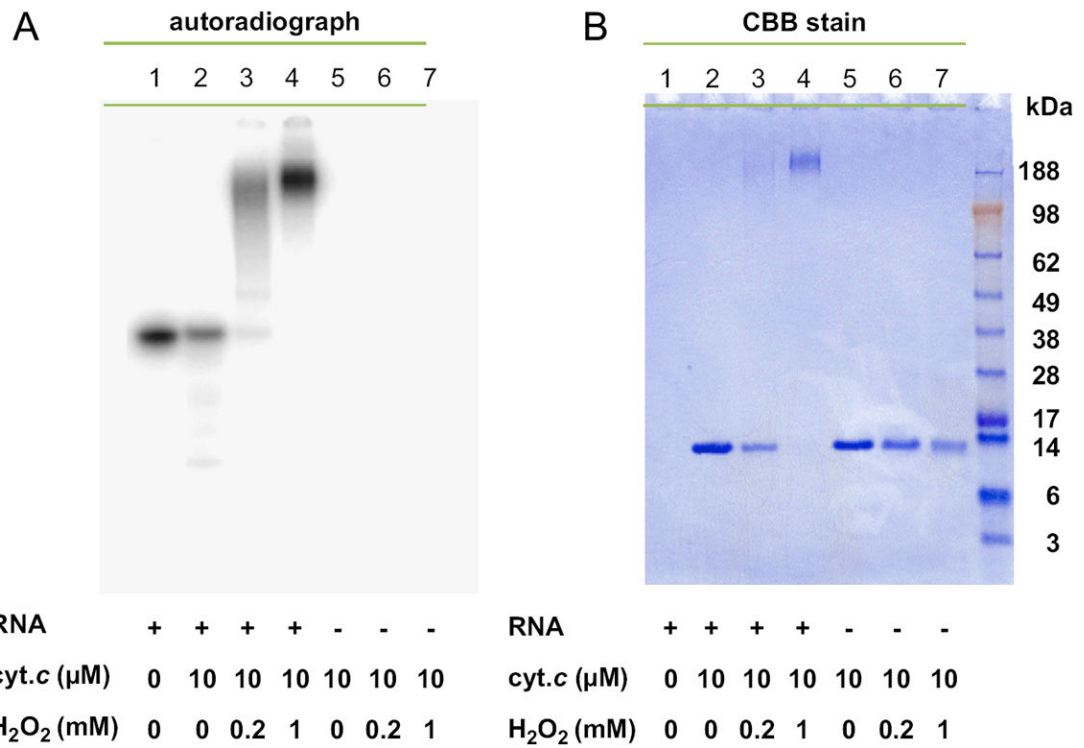 A
autoradiograph
1 2 3 4 5 6 7
RNA + + + + - - -
cyt.c (μM) 0 10 10 10 10 10 10
H₂O₂ (mM) 0 0 0.2 1 0 0.2 1
B
CBB stain
1 2 3 4 5 6 7
kDa
188
98
62
49
38
28
17
14
6
3
RNA + + + + - - -
cyt.c (μM) 0 10 10 10 10 10 10
H₂O₂ (mM) 0 0 0.2 1 0 0.2 1